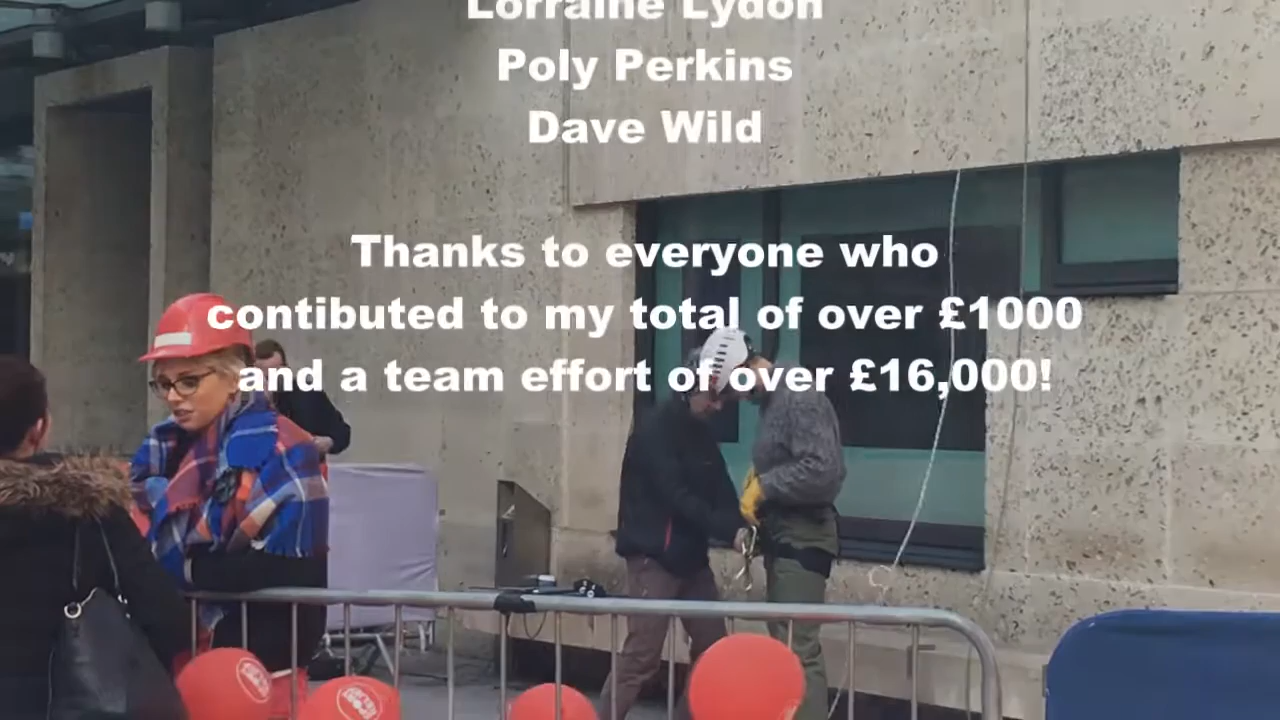 Lorraine Lydon
Poly Perkins
Dave Wild
Thanks to everyone who
contibuted to my total of over £1000
and a team effort of over £16,000!